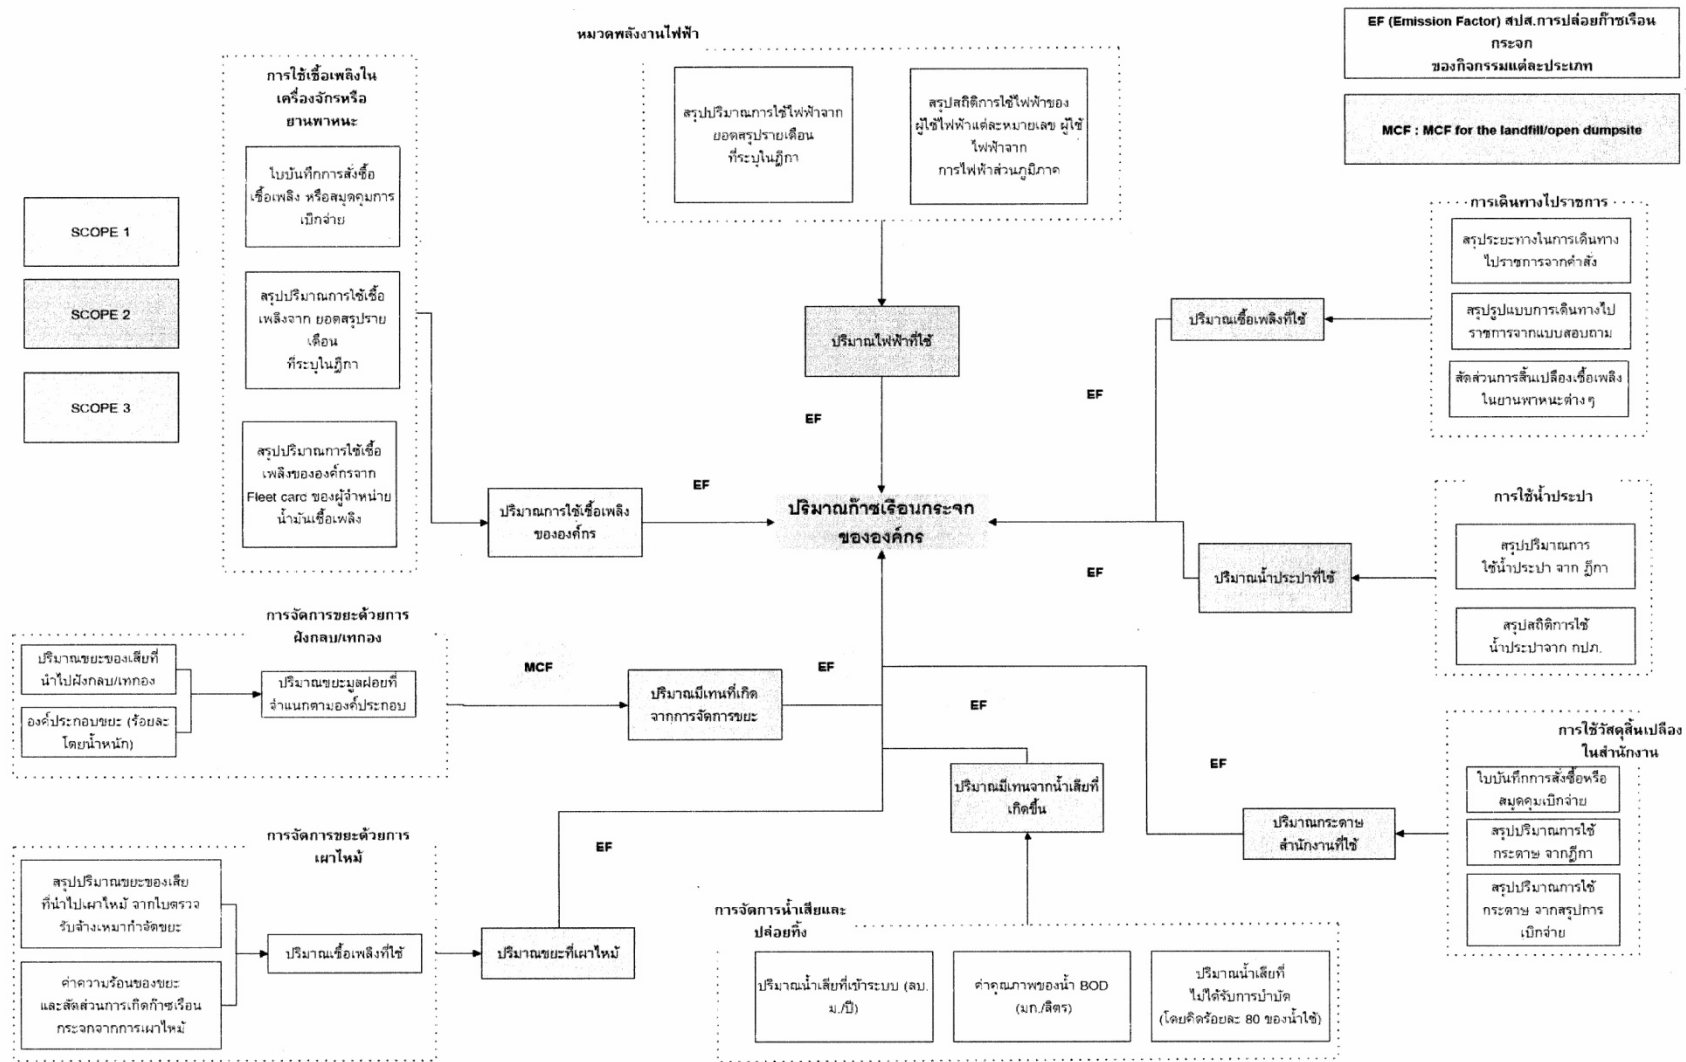 EF (Emission Factor) สปส.การปล่อยก๊าซเรือน
กระจก
ของกิจกรรมแต่ละประเภท
MCF : MCF for the landfill/open dumpsite
SCOPE 1
SCOPE 2
SCOPE 3
การใช้เชื้อเพลิงใน
เครื่องจักรหรือ
ยานพาหนะ
ใบบันทึกการสั่งซื้อ
เชื้อเพลิง หรือสมุดคุมการ
เบิกจ่าย
สรุปปริมาณการใช้เชื้อ
เพลิงจาก ยอดสรุปราย
เดือน
ที่ระบุในฎีกา
สรุปปริมาณการใช้เชื้อ
เพลิงขององค์กรจาก
Fleet card ของผู้จำหน่าย
น้ำมันเชื้อเพลิง
ปริมาณการใช้เชื้อเพลิง
ขององค์กร
EF
หมวดพลังงานไฟฟ้า
สรุปปริมาณการใช้ไฟฟ้าจาก
ยอดสรุปรายเดือน
ที่ระบุในฎีกา
สรุปสถิติการใช้ไฟฟ้าของ
ผู้ใช้ไฟฟ้าแต่ละหมายเลข ผู้ใช้
ไฟฟ้าจาก
การไฟฟ้าส่วนภูมิภาค
ปริมาณไฟฟ้าที่ใช้
EF
ปริมาณก๊าซเรือนกระจก
ขององค์กร
การเดินทางไปราชการ
สรุประยะทางในการเดินทาง
ไปราชการจากคำสั่ง
สรุปรูปแบบการเดินทางไป
ราชการจากแบบสอบถาม
สัดส่วนการสิ้นเปลืองเชื้อเพลิง
ในยานพาหนะต่าง ๆ
ปริมาณเชื้อเพลิงที่ใช้
EF
การใช้น้ำประปา
สรุปปริมาณการ
ใช้น้ำประปา จาก ฎีกา
สรุปสถิติการใช้
น้ำประปาจาก กปภ.
ปริมาณน้ำประปาที่ใช้
EF
การจัดการขยะด้วยการ
ฝังกลบ/เทกอง
ปริมาณขยะของเสียที่
นำไปฝังกลบ/เทกอง
องค์ประกอบขยะ (ร้อยละ
โดยน้ำหนัก)
ปริมาณขยะมูลฝอยที่
จำแนกตามองค์ประกอบ
MCF
ปริมาณมีเทนที่เกิด
จากการจัดการขยะ
EF
EF
การใช้วัสดุสิ้นเปลือง
ในสำนักงาน
ใบบันทึกการสั่งซื้อหรือ
สมุดคุมเบิกจ่าย
สรุปปริมาณการใช้
กระดาษ จากฎีกา
สรุปปริมาณการใช้
กระดาษ จากสรุปการ
เบิกจ่าย
ปริมาณกระดาษ
สำนักงานที่ใช้
EF
ปริมาณมีเทนจากน้ำเสียที่
เกิดขึ้น
การจัดการขยะด้วยการ
เผาไหม้
สรุปปริมาณขยะของเสีย
ที่นำไปเผาไหม้ จากใบตรวจ
รับจ้างเหมากำจัดขยะ
ค่าความร้อนของขยะ
และสัดส่วนการเกิดก๊าซเรือน
กระจกจากการเผาไหม้
ปริมาณเชื้อเพลิงที่ใช้
ปริมาณขยะที่เผาไหม้
EF
การจัดการน้ำเสียและ
ปล่อยทิ้ง
ปริมาณน้ำเสียที่เข้าระบบ (ลบ.
ม./ปี)
ค่าคุณภาพของน้ำ BOD
(มก./ลิตร)
ปริมาณน้ำเสียที่
ไม่ได้รับการบำบัด
(โดยคิดร้อยละ 80 ของน้ำใช้)